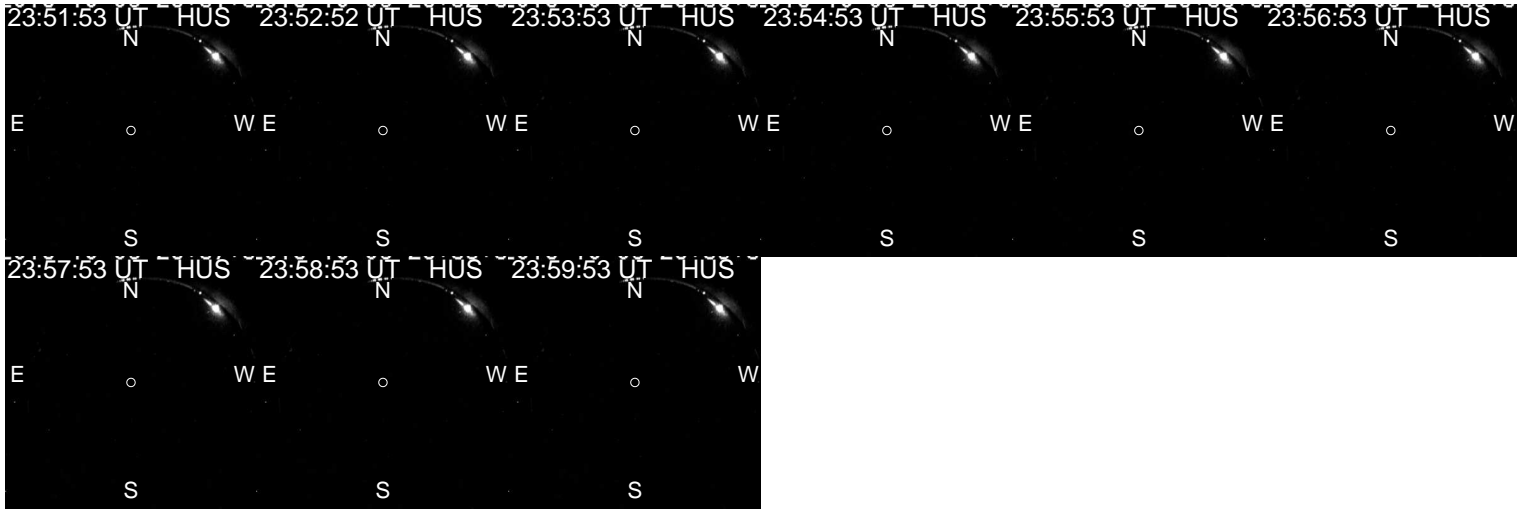 23:51:53 UT HUS 23:52:52 UT HUS 23:53:53 UT HUS 23:54:53 UT HUS 23:55:53 UT HUS 23:56:53 UT HUS
N N N N N N
E W E W E W E W E W E W
S S S S S S
23:57:53 UT HUS 23:58:53 UT HUS 23:59:53 UT HUS
N N N
E W E W E W
S S S